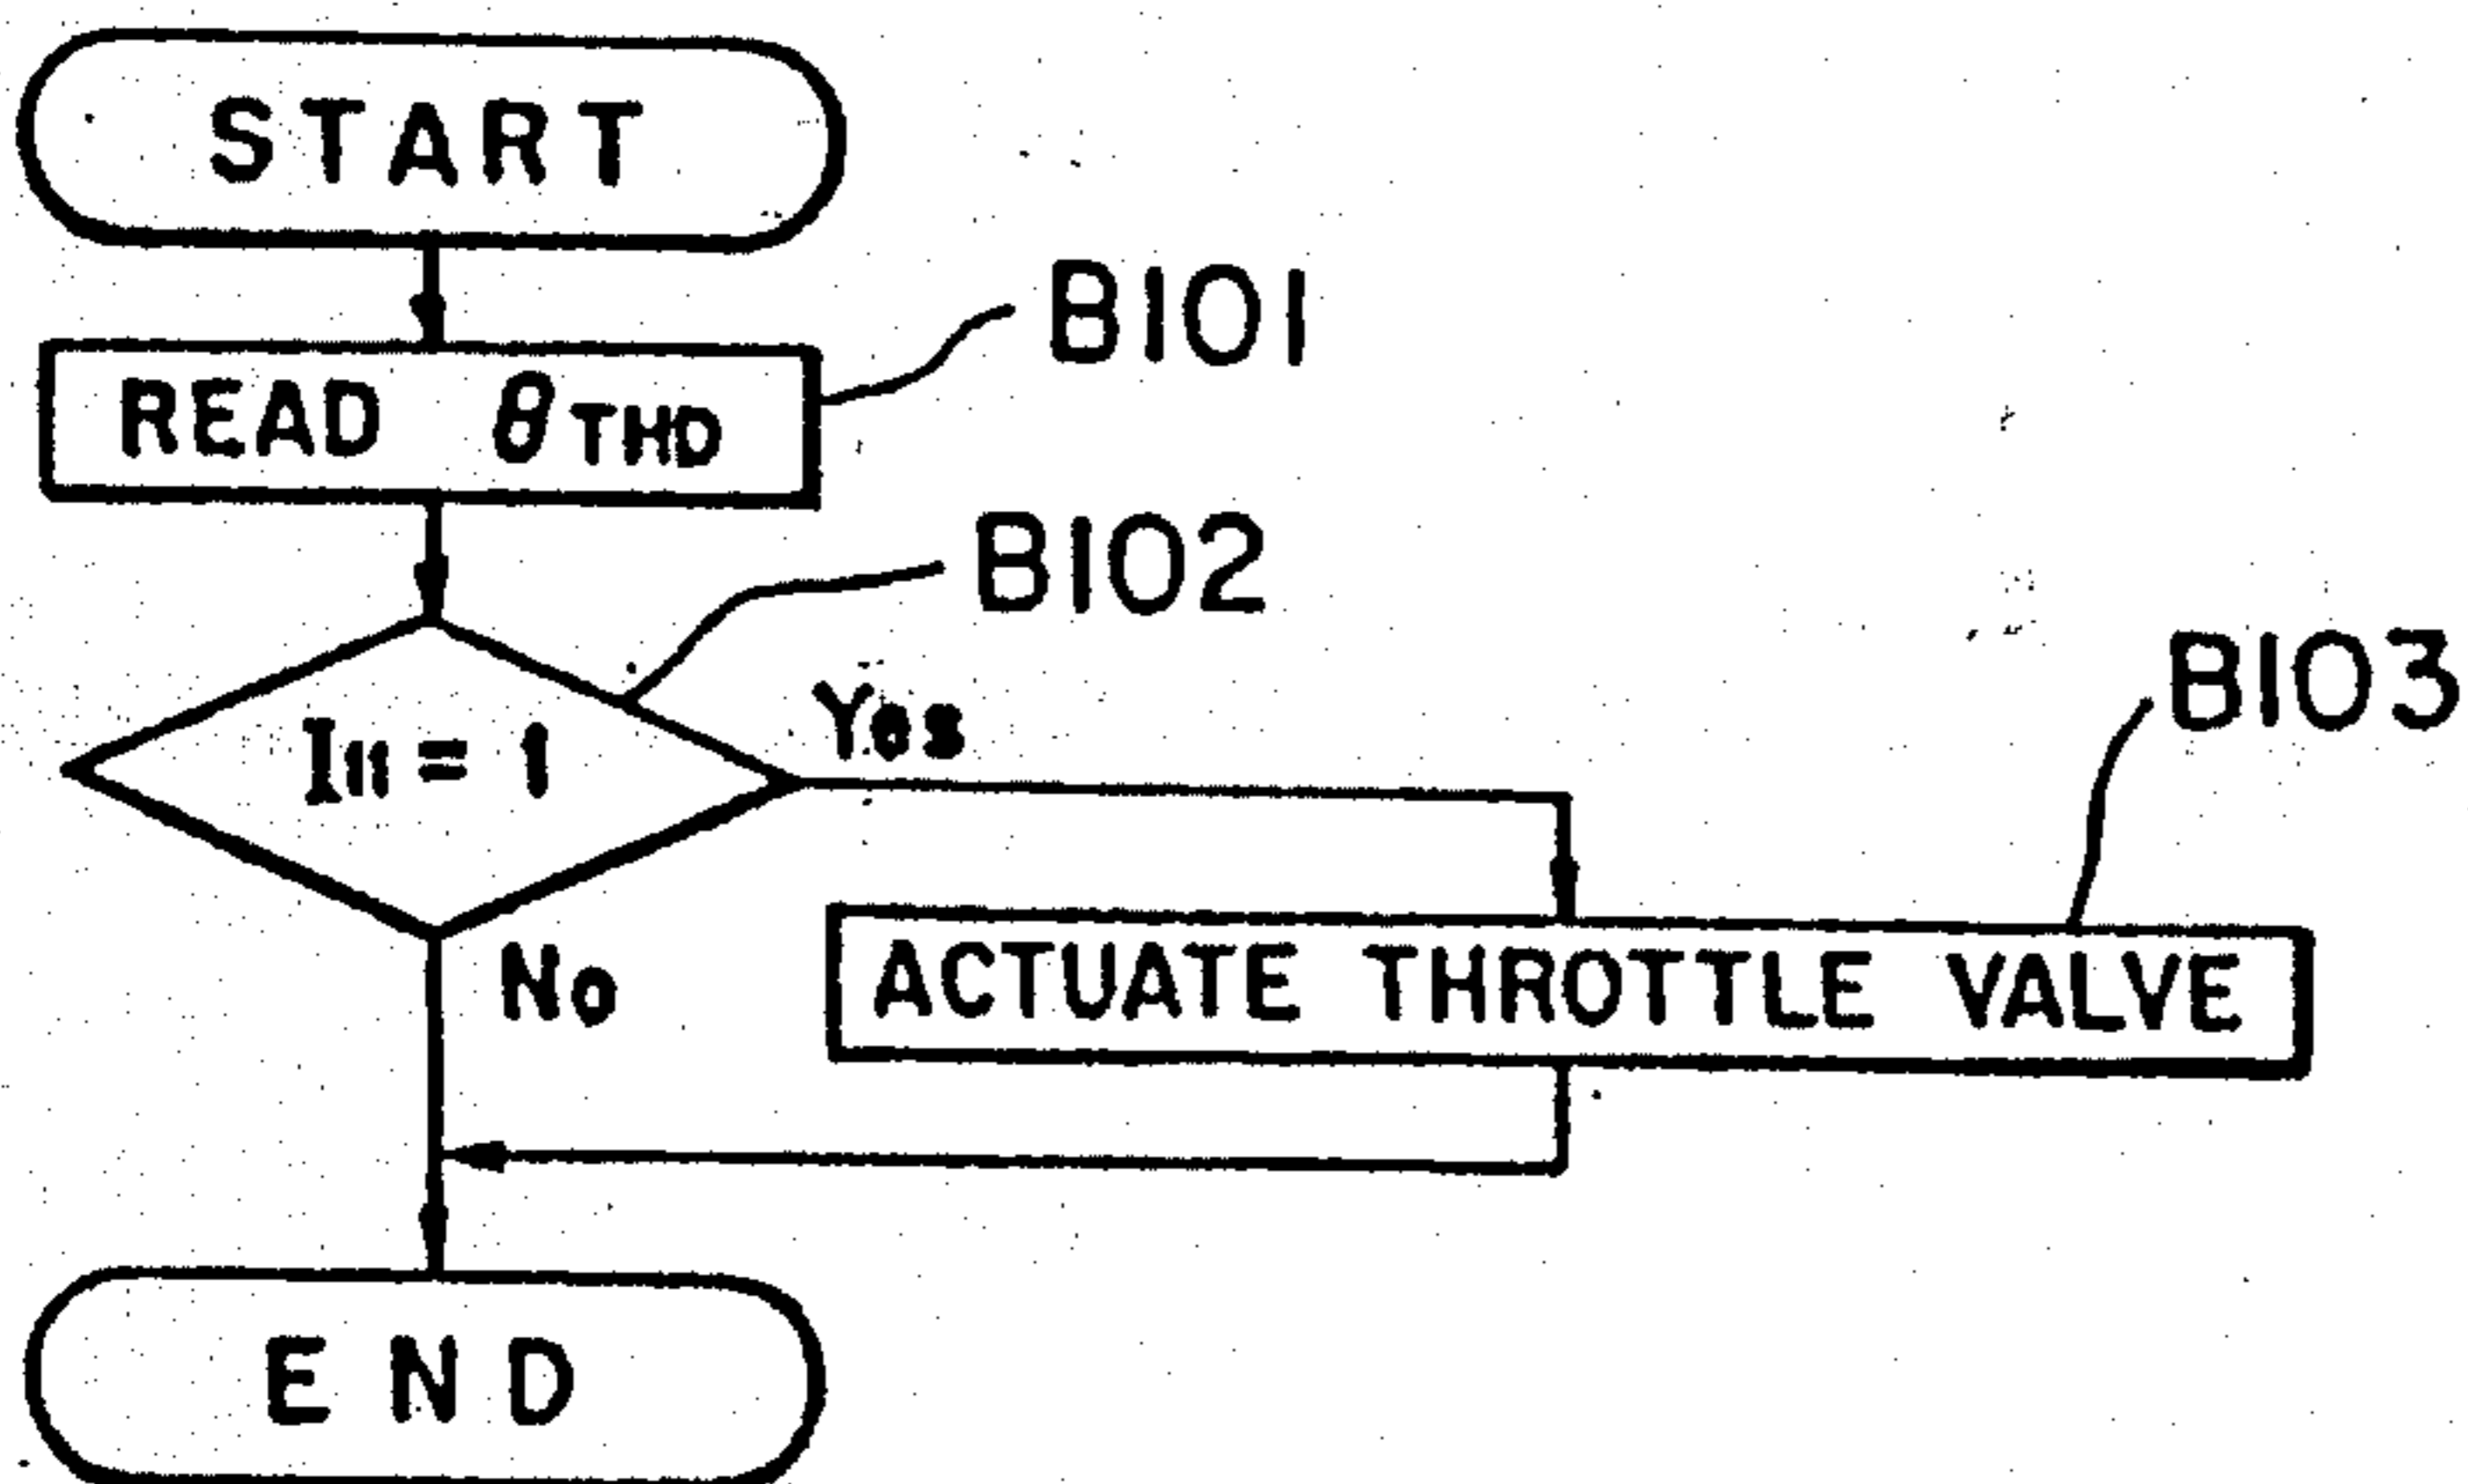 START
B101
READ θTHD
B102
B103
I11 = 1
Yes
No
ACTUATE THROTTLE VALVE
END